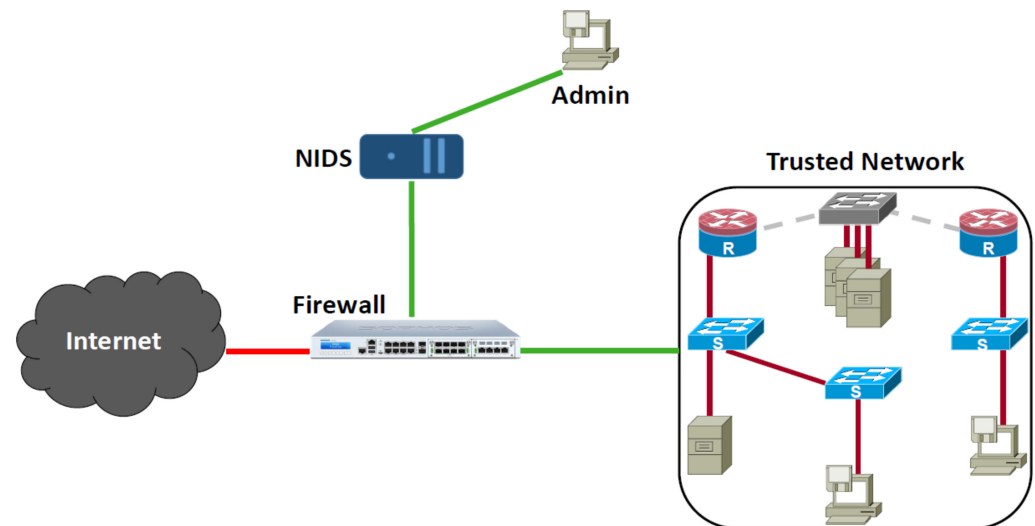 Admin
NIDS
Trusted Network
R
R
Firewall
Internet
S
S
S